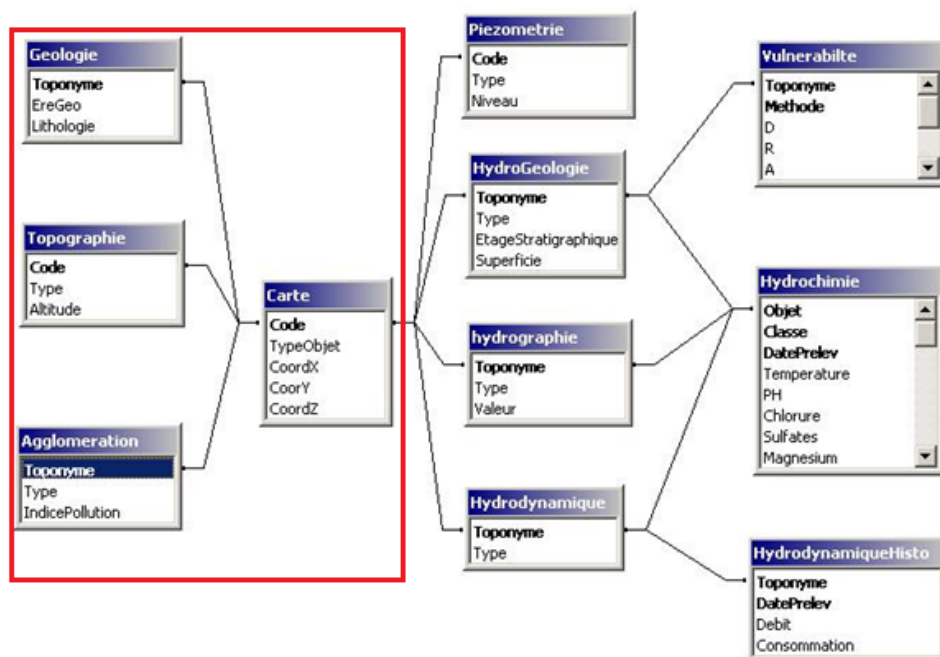 Geologie
Toponyme
EreGeo
Lithologie
Topographie
Code
Type
Altitude
Agglomeration
Toponyme
Type
IndicePollution
Carte
Code
TypeObjet
CoordX
CoorY
CoordZ
Piezometrie
Code
Type
Niveau
HydroGeologie
Toponyme
Type
EtageStratigraphique
Superficie
hydrographie
Toponyme
Type
Valeur
Hydrodynamique
Toponyme
Type
Vulnerabilte
Toponyme
Methode
D
R
A
Hydrochimie
Objet
Classe
DatePrelev
Temperature
PH
Chlorure
Sulfates
Magnesium
HydrodynamiqueHisto
Toponyme
DatePrelev
Debit
Consommation